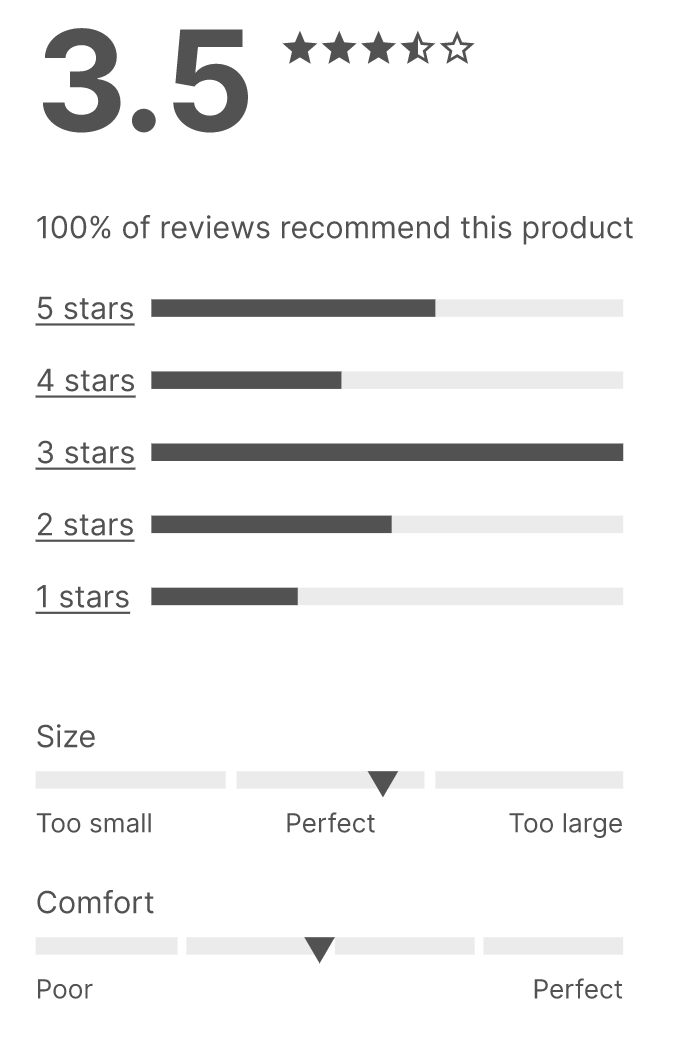 3.5
100% of reviews recommend this product
5 stars
4 stars
3 stars
2 stars
1 stars
Size
Too small Perfect Too large
Comfort
Poor Perfect